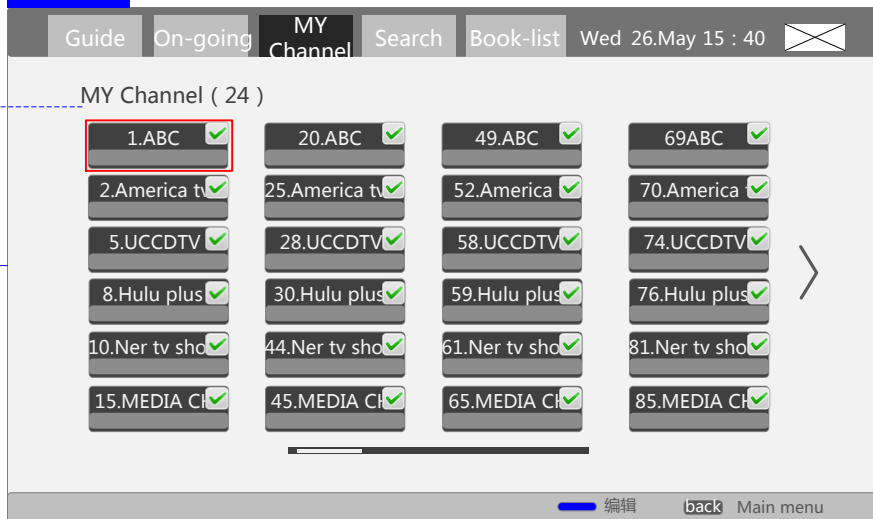 Guide On-going MY Channel Search Book-list Wed 26.May 15 : 40
MY Channel ( 24 )
1.ABC 20.ABC 49.ABC 69ABC
2.America tv 25.America tv 52.America 70.America
5.UCCDTV 28.UCCDTV 58.UCCDTV 74.UCCDTV
8.Hulu plus 30.Hulu plus 59.Hulu plus 76.Hulu plus
10.Ner tv sho 44.Ner tv sho 61.Ner tv sho 81.Ner tv sho
15.MEDIA CH 45.MEDIA CH 65.MEDIA CH 85.MEDIA CH
编辑 back Main menu